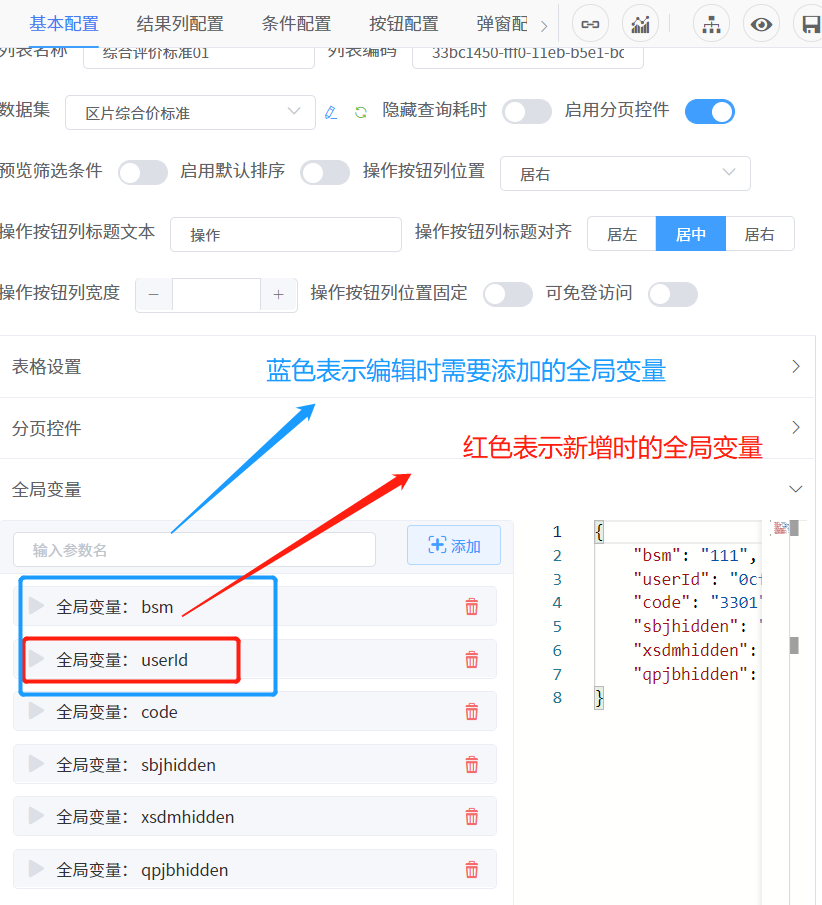 基本配置 结果列配置 条件配置 按钮配置 弹窗配
列表名称 综合评价标准01 列表编码 33bc1450-fff0-11eb-b5e1-bc
数据集 区片综合价标准 隐藏查询耗时 启用分页控件
预览筛选条件 启用默认排序 操作按钮列位置 居右
操作按钮列标题文本 操作 操作按钮列标题对齐 居左 居中 居右
操作按钮列宽度 − + 操作按钮列位置固定 可免登访问
表格设置
蓝色表示编辑时需要添加的全局变量
分页控件
红色表示新增时的全局变量
全局变量
输入参数名 添加
全局变量： bsm
全局变量： userId
全局变量： code
全局变量： sbjhidden
全局变量： xsdmhidden
全局变量： qpjbhidden
1 {
2 "bsm": "111",
3 "userId": "0cf
4 "code": "3301"
5 "sbjhidden": "
6 "xsdmhidden":
7 "qpjbhidden":
8 }